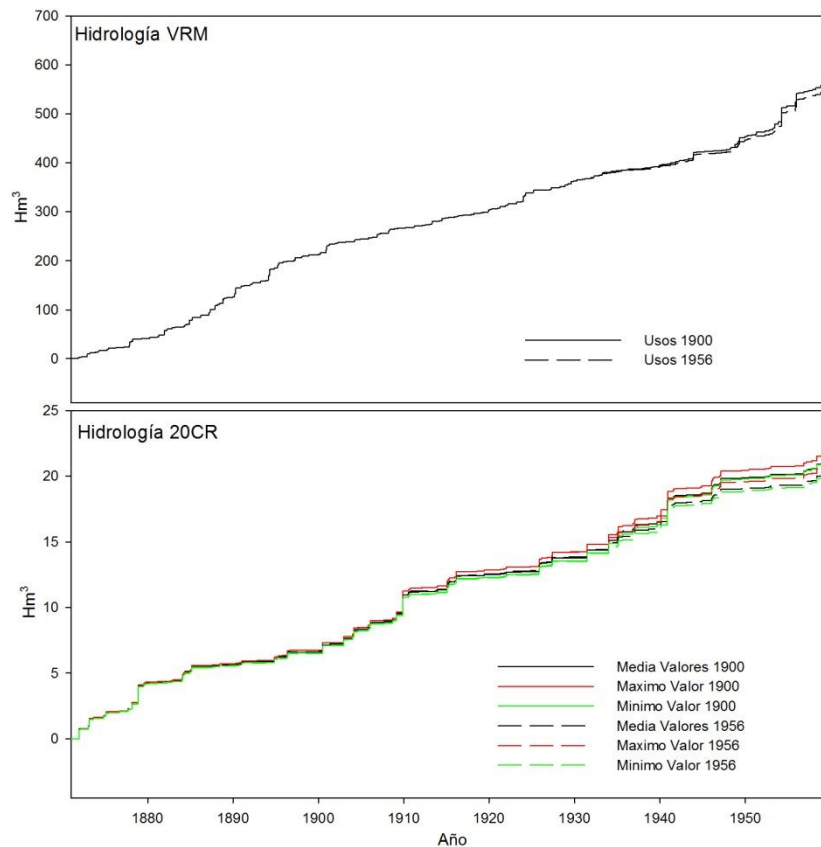 Hidrología VRM
700
600
500
400
300
200
100
0
Hm³
Usos 1900
Usos 1956
Hidrología 20CR
25
20
15
10
5
0
Hm³
Media Valores 1900
Maximo Valor 1900
Minimo Valor 1900
Media Valores 1956
Maximo Valor 1956
Minimo Valor 1956
1880 1890 1900 1910 1920 1930 1940 1950
Año